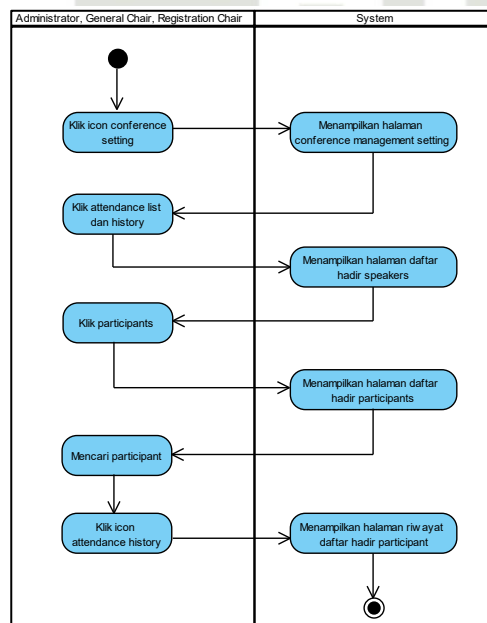 Administrator, General Chair, Registration Chair
System
Klik icon conference
setting
Menampilkan halaman
conference management setting
Klik attendance list
dan history
Menampilkan halaman daftar
hadir speakers
Klik participants
Menampilkan halaman daftar
hadir participants
Mencari participant
Klik icon
attendance history
Menampilkan halaman riwayat
daftar hadir participant